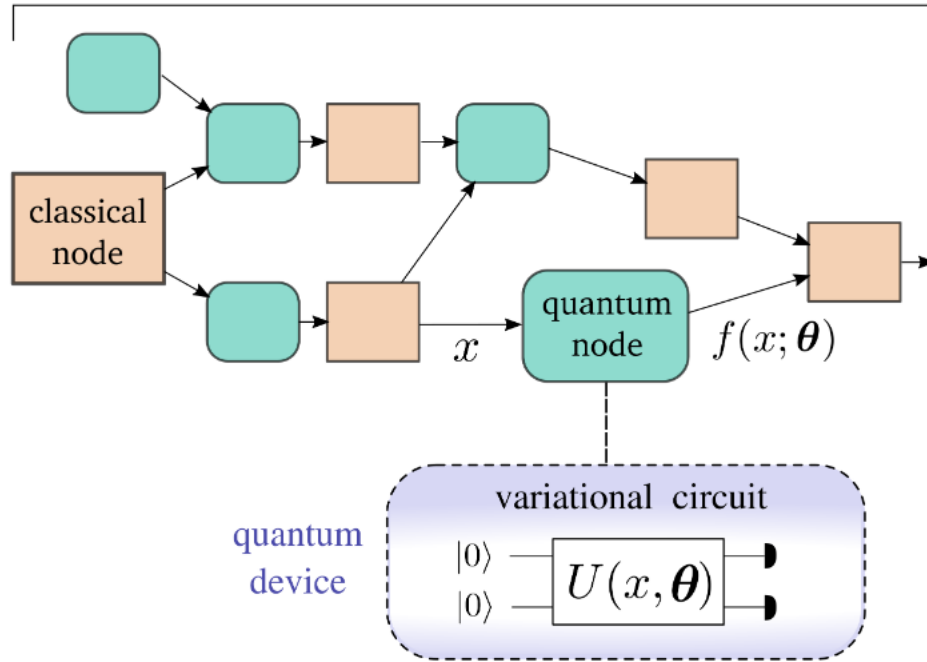 classical
node
quantum
node
x
f(x; θ)
variational circuit
quantum
device
|0⟩
U(x, θ)
|0⟩